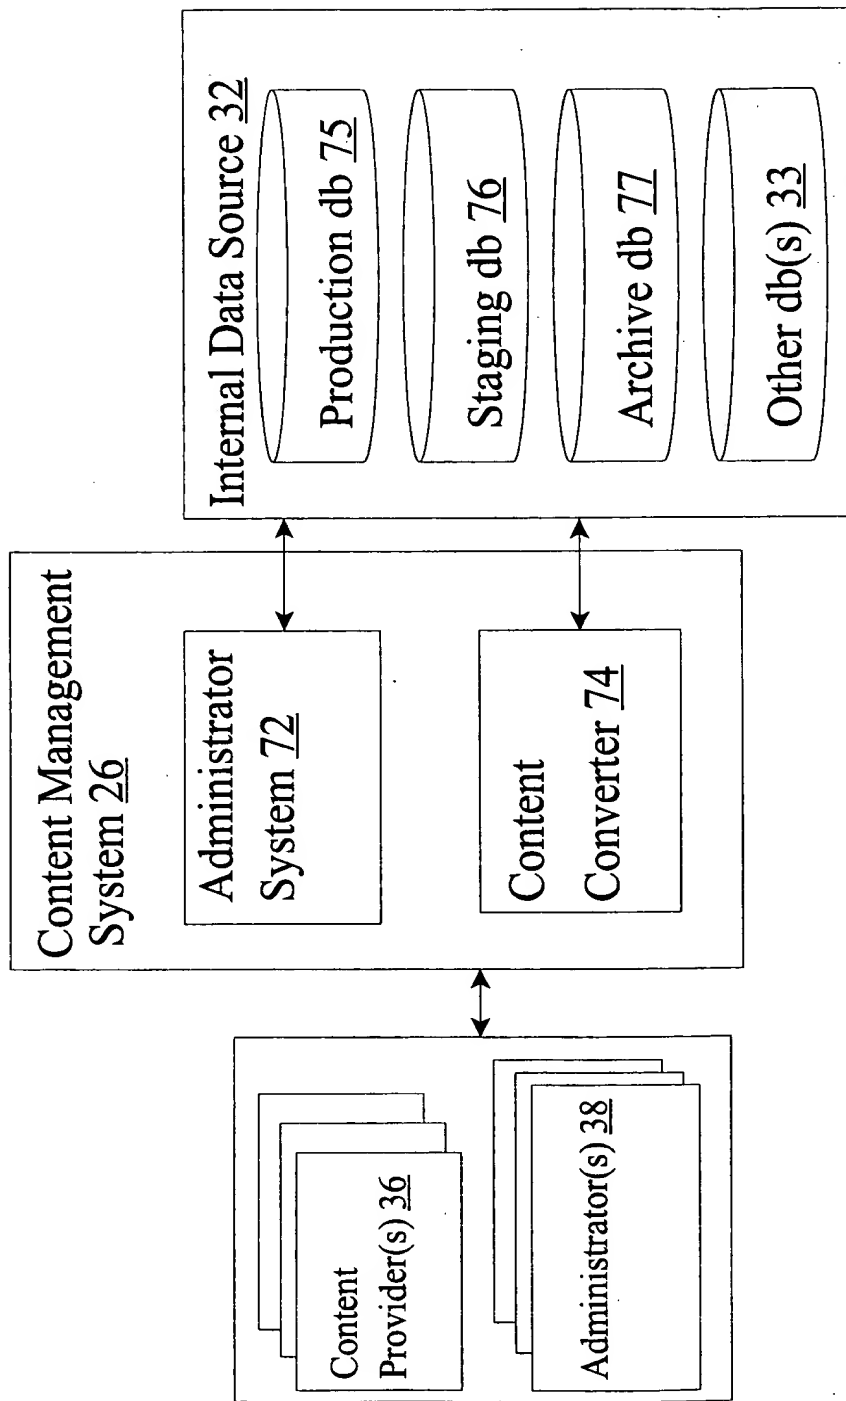 Content
Provider(s) 36
Administrator(s) 38
Content Management
System 26
Administrator
System 72
Content
Converter 74
Internal Data Source 32
Production db 75
Staging db 76
Archive db 77
Other db(s) 33